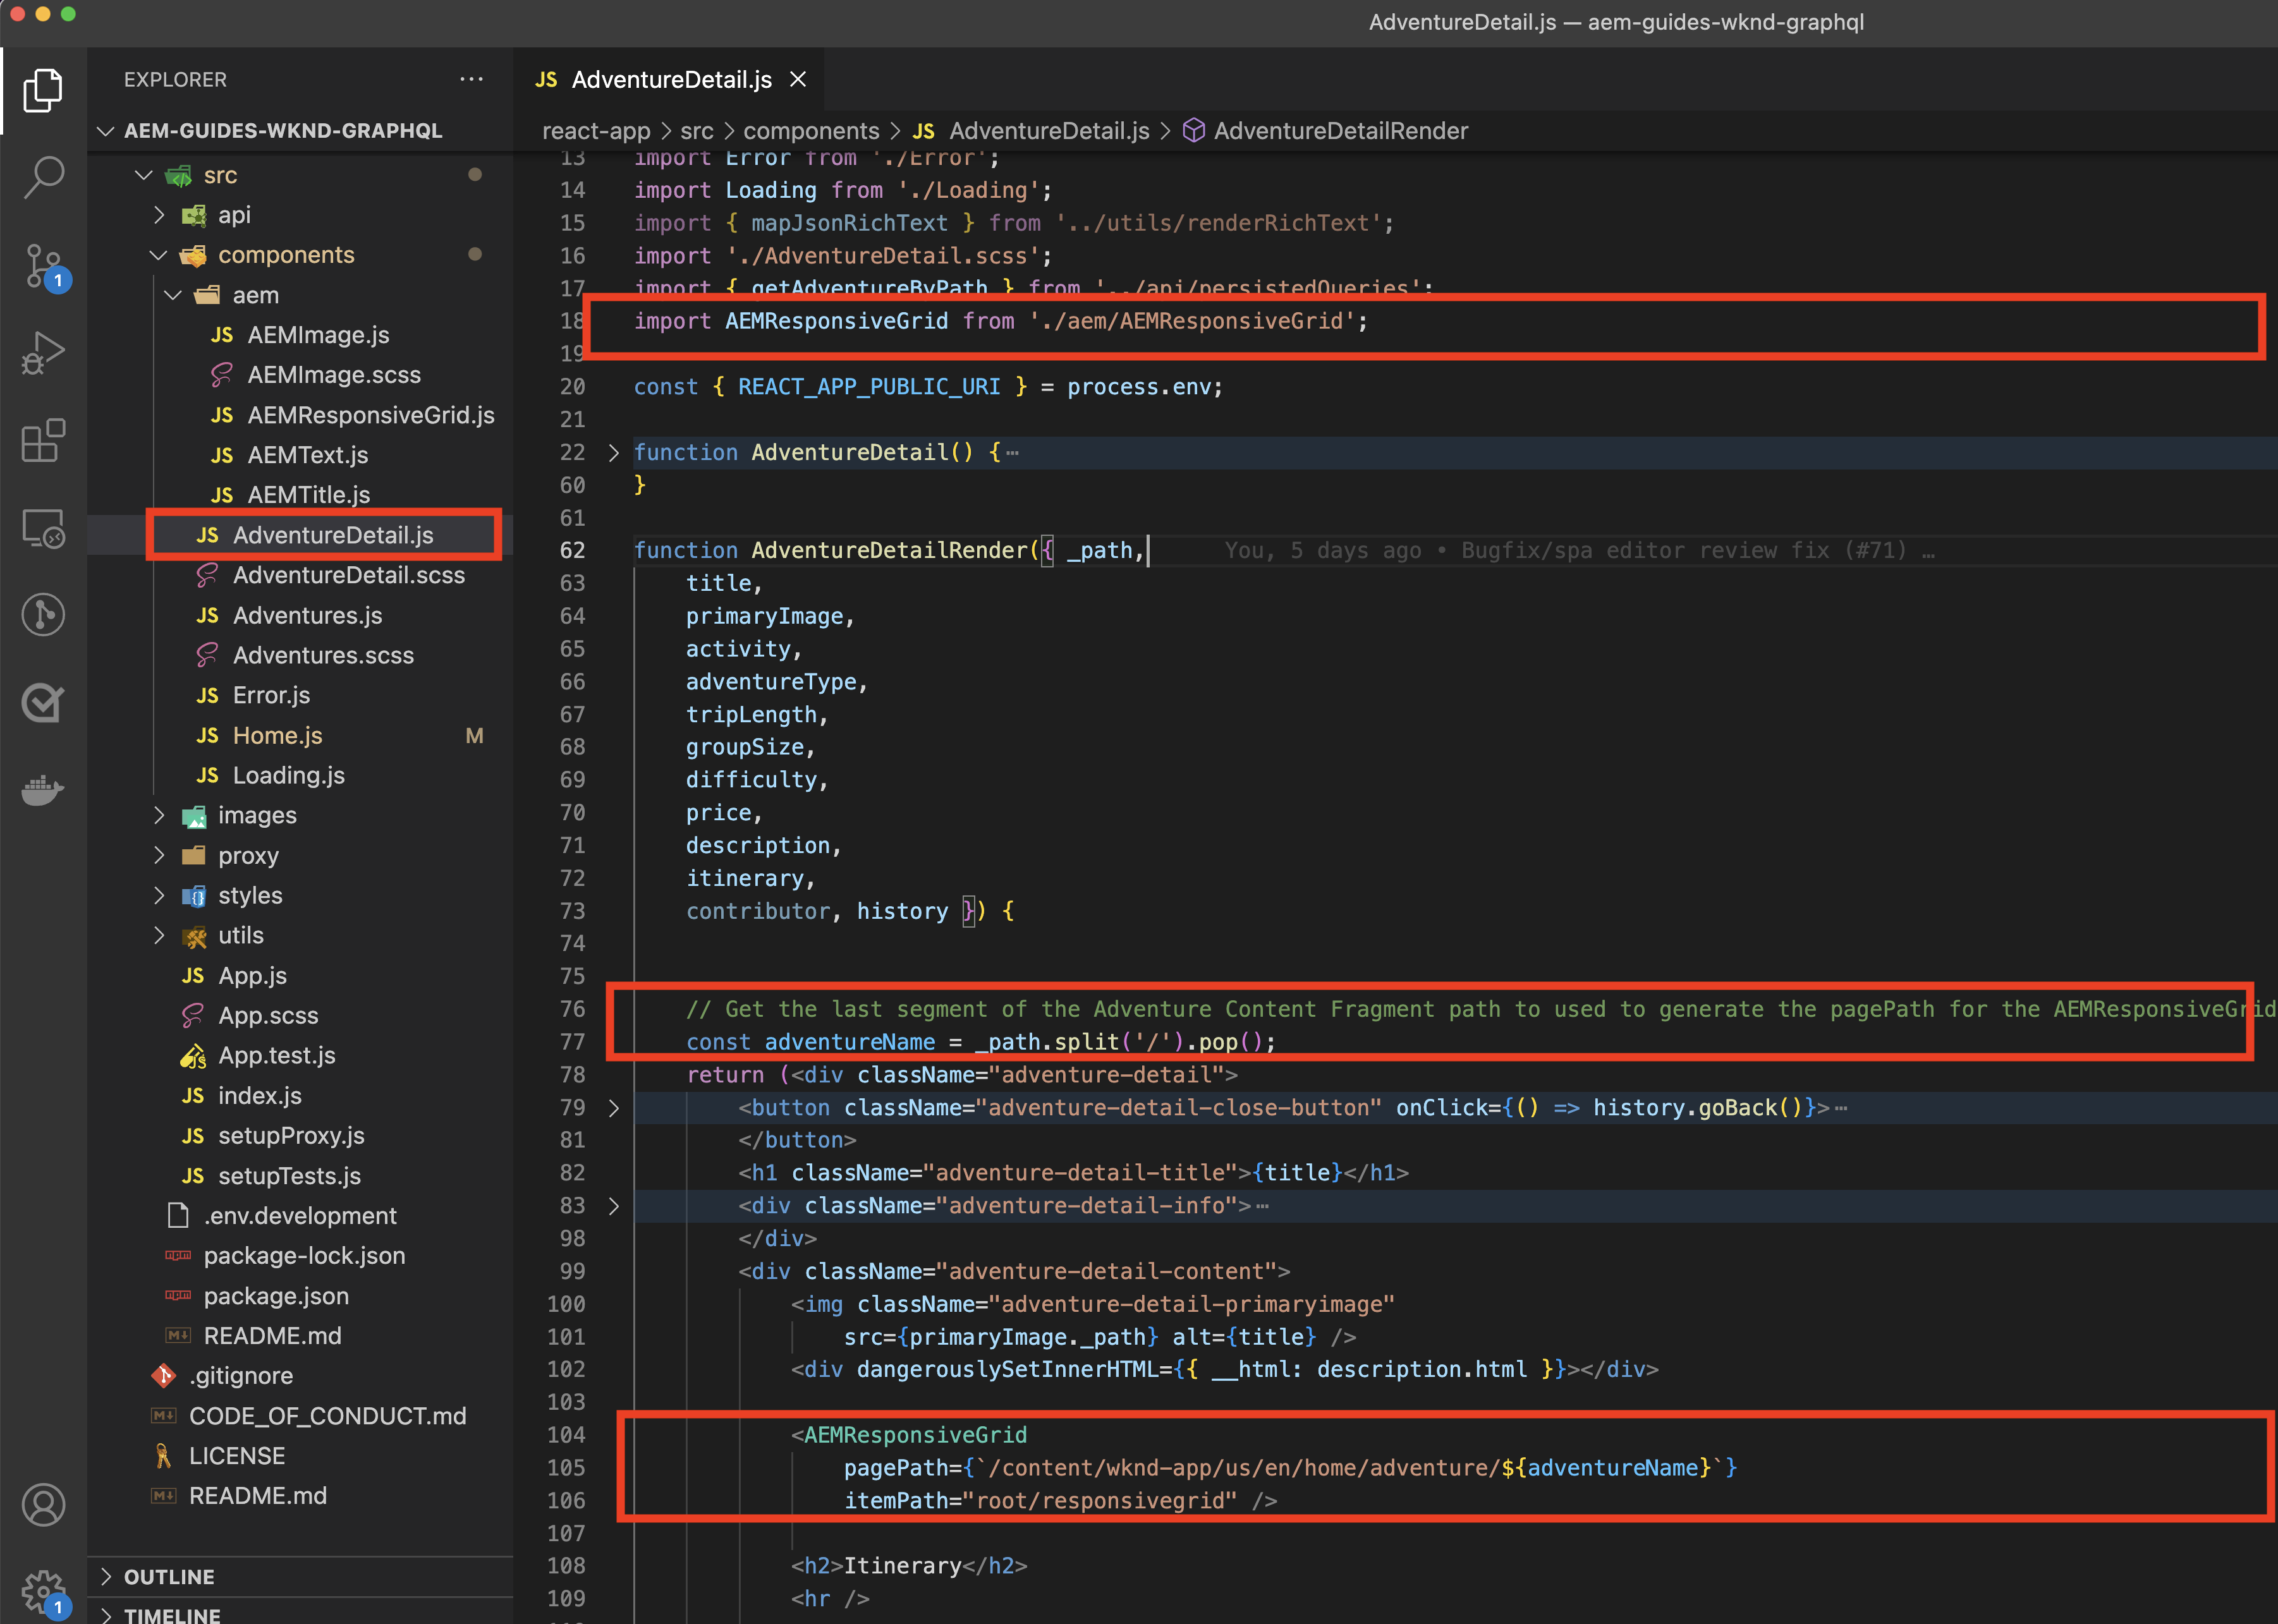 AdventureDetail.js — aem-guides-wknd-graphql
EXPLORER
AEM-GUIDES-WKND-GRAPHQL
src
api
components
aem
JS AEMImage.js
AEMImage.scss
JS AEMResponsiveGrid.js
JS AEMText.js
JS AEMTitle.js
JS AdventureDetail.js
AdventureDetail.scss
JS Adventures.js
Adventures.scss
JS Error.js
JS Home.js M
JS Loading.js
images
proxy
styles
utils
JS App.js
App.scss
App.test.js
JS index.js
JS setupProxy.js
JS setupTests.js
.env.development
package-lock.json
package.json
README.md
.gitignore
CODE_OF_CONDUCT.md
LICENSE
README.md
OUTLINE
TIMELINE
1
1
JS AdventureDetail.js
react-app > src > components > JS AdventureDetail.js > AdventureDetailRender
13 import Error from './Error';
14 import Loading from './Loading';
15 import { mapJsonRichText } from '../utils/renderRichText';
16 import './AdventureDetail.scss';
17 import { getAdventureByPath } from '../api/persistedQueries';
18 import AEMResponsiveGrid from './aem/AEMResponsiveGrid';
19
20 const { REACT_APP_PUBLIC_URI } = process.env;
21
22 function AdventureDetail() {…
60 }
61
62 function AdventureDetailRender({ _path, You, 5 days ago • Bugfix/spa editor review fix (#71) …
63 title,
64 primaryImage,
65 activity,
66 adventureType,
67 tripLength,
68 groupSize,
69 difficulty,
70 price,
71 description,
72 itinerary,
73 contributor, history }) {
74
75
76 // Get the last segment of the Adventure Content Fragment path to used to generate the pagePath for the AEMResponsiveGrid
77 const adventureName = _path.split('/').pop();
78 return (<div className="adventure-detail">
79 <button className="adventure-detail-close-button" onClick={() => history.goBack()}>…
81 </button>
82 <h1 className="adventure-detail-title">{title}</h1>
83 <div className="adventure-detail-info">…
98 </div>
99 <div className="adventure-detail-content">
100 <img className="adventure-detail-primaryimage"
101 src={primaryImage._path} alt={title} />
102 <div dangerouslySetInnerHTML={{ __html: description.html }}></div>
103
104 <AEMResponsiveGrid
105 pagePath={`/content/wknd-app/us/en/home/adventure/${adventureName}`}
106 itemPath="root/responsivegrid" />
107
108 <h2>Itinerary</h2>
109 <hr />